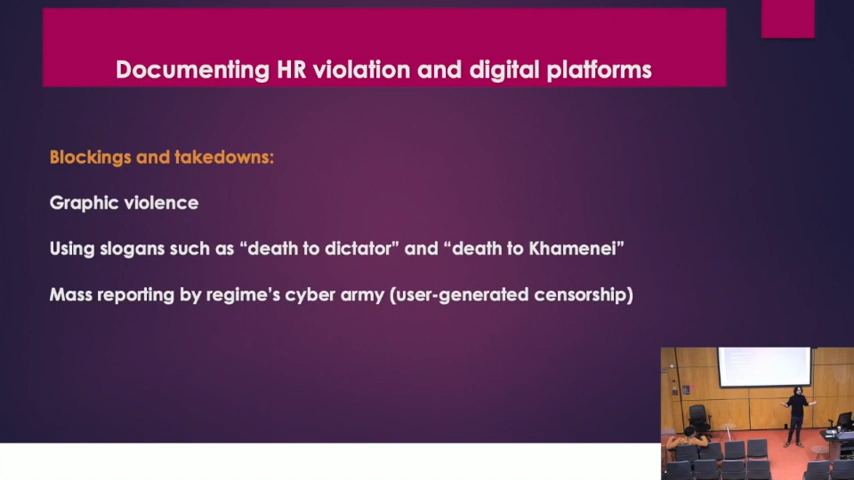 Documenting HR violation and digital platforms
Blockings and takedowns:
Graphic violence
Using slogans such as “death to dictator” and “death to Khamenei”
Mass reporting by regime’s cyber army (user-generated censorship)